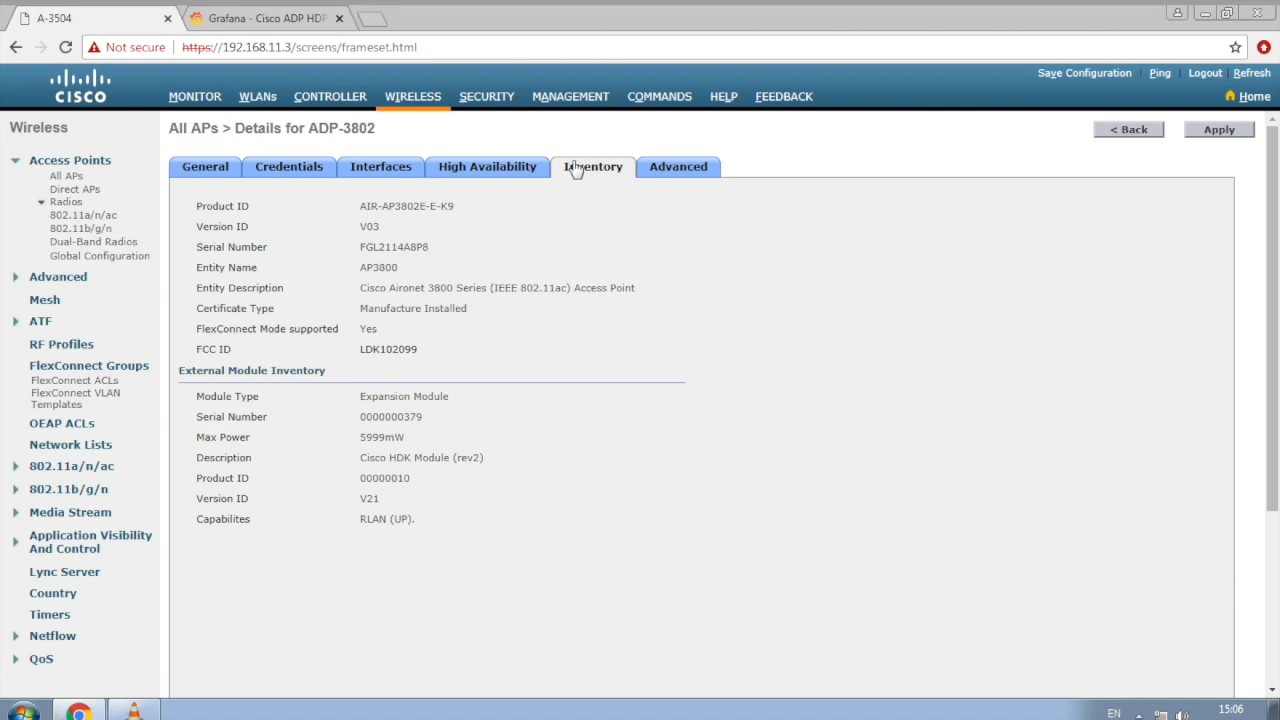 A-3504
Grafana - Cisco ADP HDP
Not secure https://192.168.11.3/screens/frameset.html
Save Configuration Ping Logout Refresh
CISCO
MONITOR WLANs CONTROLLER WIRELESS SECURITY MANAGEMENT COMMANDS HELP FEEDBACK Home
Wireless
Access Points
All APs
Direct APs
Radios
802.11a/n/ac
802.11b/g/n
Dual-Band Radios
Global Configuration
Advanced
Mesh
ATF
RF Profiles
FlexConnect Groups
FlexConnect ACLs
FlexConnect VLAN
Templates
OEAP ACLs
Network Lists
802.11a/n/ac
802.11b/g/n
Media Stream
Application Visibility
And Control
Lync Server
Country
Timers
Netflow
QoS
All APs > Details for ADP-3802
< Back Apply
General Credentials Interfaces High Availability Inventory Advanced
Product ID AIR-AP3802E-E-K9
Version ID V03
Serial Number FGL2114A8P8
Entity Name AP3800
Entity Description Cisco Aironet 3800 Series (IEEE 802.11ac) Access Point
Certificate Type Manufacture Installed
FlexConnect Mode supported Yes
FCC ID LDK102099
External Module Inventory
Module Type Expansion Module
Serial Number 0000000379
Max Power 5999mW
Description Cisco HDK Module (rev2)
Product ID 00000010
Version ID V21
Capabilites RLAN (UP).
EN 15:06